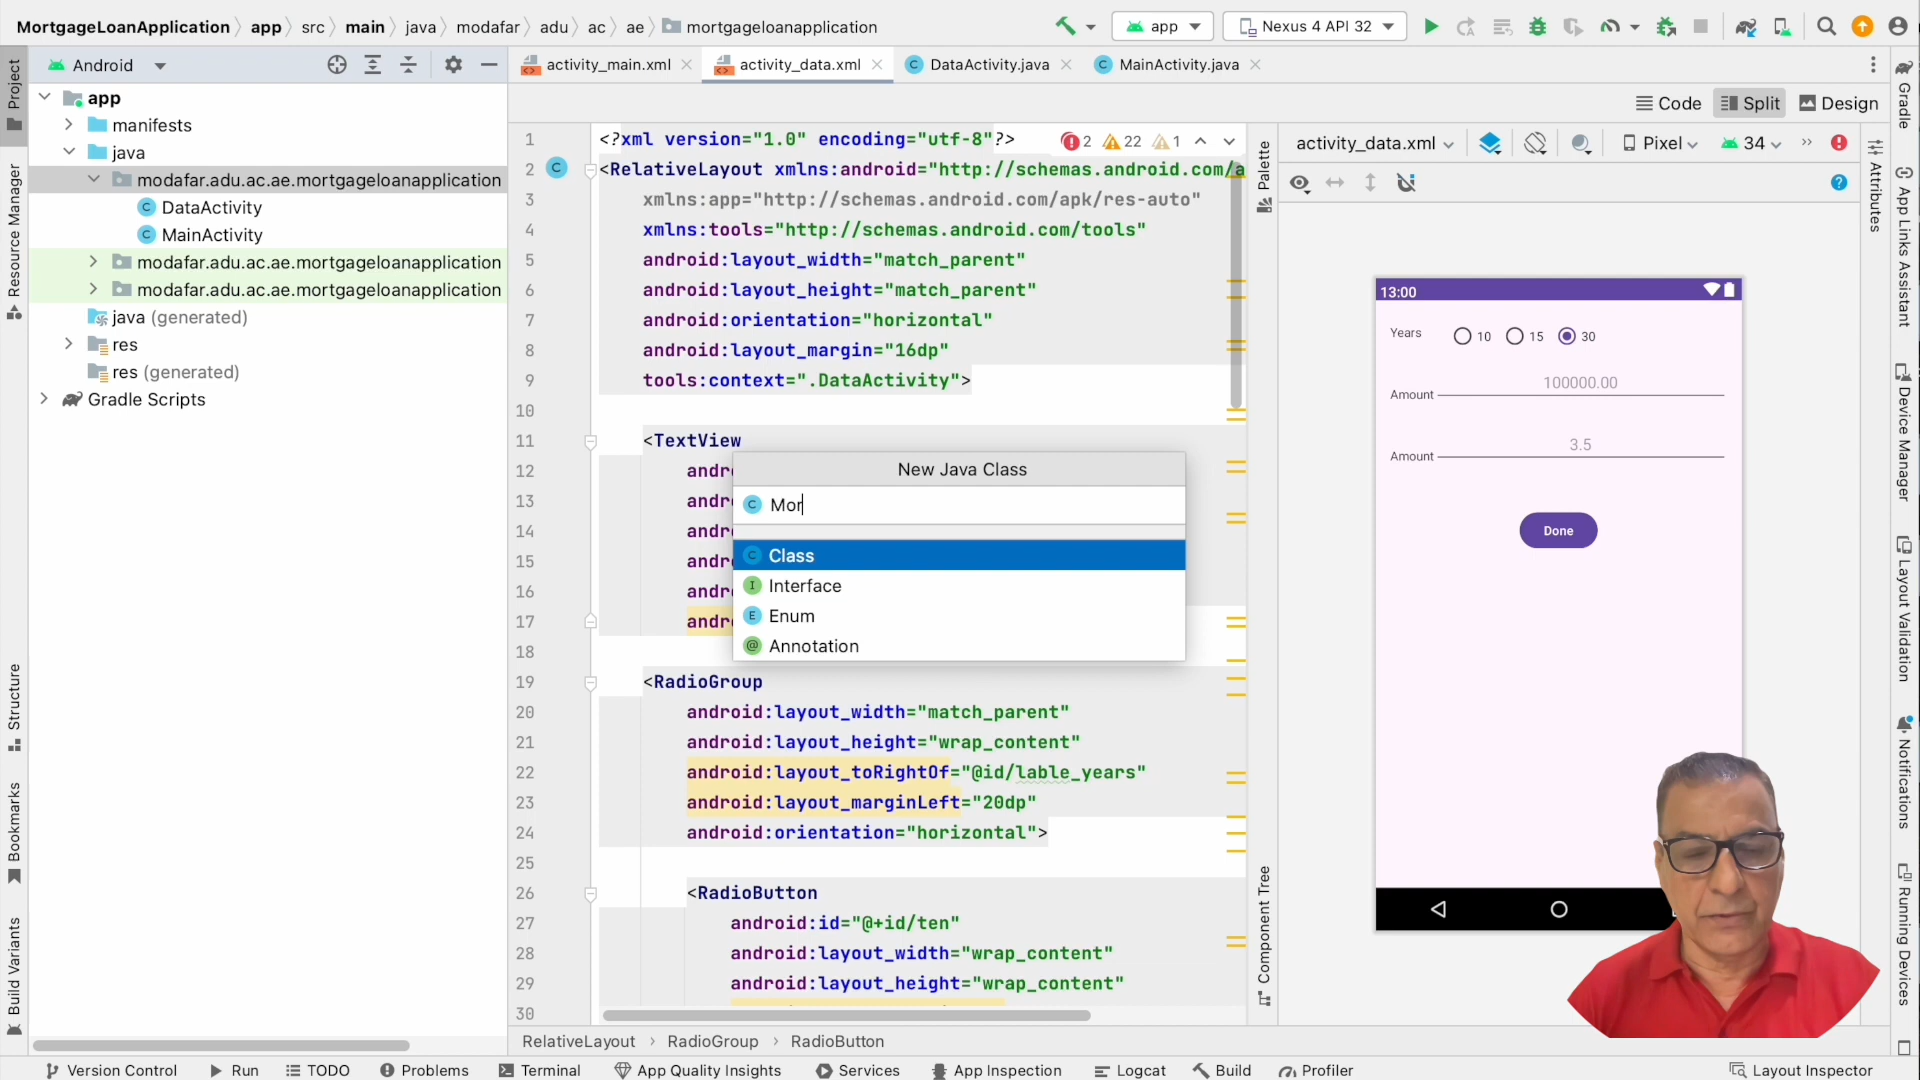 MortgageLoanApplication app src main java modafar adu ac ae mortgageloanapplication
app Nexus 4 API 32
Android
activity_main.xml activity_data.xml DataActivity.java MainActivity.java
Code Split Design
app
manifests
java
modafar.adu.ac.ae.mortgageloanapplication
DataActivity
MainActivity
modafar.adu.ac.ae.mortgageloanapplication
modafar.adu.ac.ae.mortgageloanapplication
java (generated)
res
res (generated)
Gradle Scripts
Project
Resource Manager
Structure
Bookmarks
Build Variants
2 22 1
1 <?xml version="1.0" encoding="utf-8"?>
2 <RelativeLayout xmlns:android="http://schemas.android.com/a
3 xmlns:app="http://schemas.android.com/apk/res-auto"
4 xmlns:tools="http://schemas.android.com/tools"
5 android:layout_width="match_parent"
6 android:layout_height="match_parent"
7 android:orientation="horizontal"
8 android:layout_margin="16dp"
9 tools:context=".DataActivity">
10
11 <TextView
12 andr
13 andr
14 andr
15 andr
16 andr
17 andr
18
19 <RadioGroup
20 android:layout_width="match_parent"
21 android:layout_height="wrap_content"
22 android:layout_toRightOf="@id/lable_years"
23 android:layout_marginLeft="20dp"
24 android:orientation="horizontal">
25
26 <RadioButton
27 android:id="@+id/ten"
28 android:layout_width="wrap_content"
29 android:layout_height="wrap_content"
30
New Java Class
Mor
Class
Interface
Enum
Annotation
Palette
Component Tree
activity_data.xml Pixel 34
13:00
Years 10 15 30
Amount 100000.00
Amount 3.5
Done
Attributes
Gradle
App Links Assistant
Device Manager
Layout Validation
Notifications
Running Devices
RelativeLayout RadioGroup RadioButton
Version Control Run TODO Problems Terminal App Quality Insights Services App Inspection Logcat Build Profiler Layout Inspector